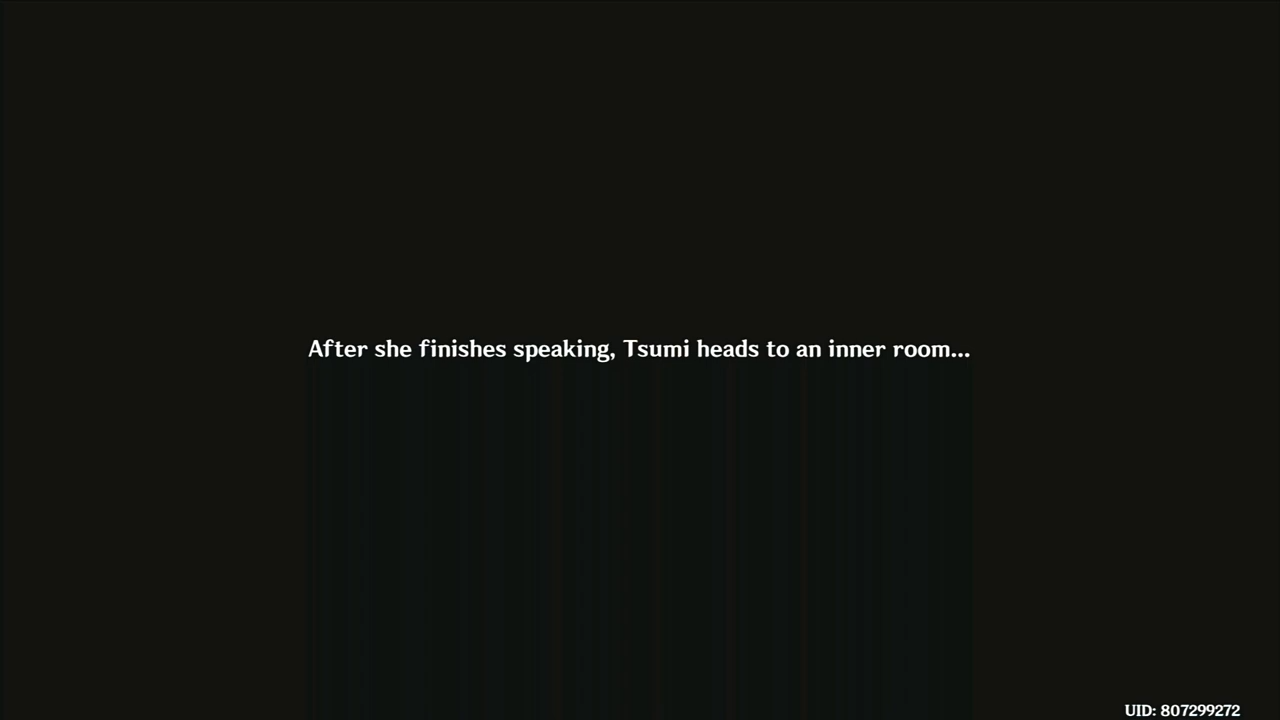 After she finishes speaking, Tsumi heads to an inner room...
UID: 807299272